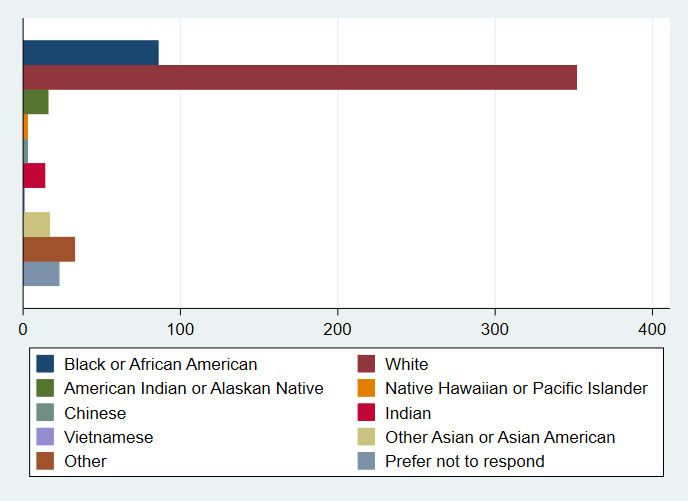 0 100 200 300 400
Black or African American White
American Indian or Alaskan Native Native Hawaiian or Pacific Islander
Chinese Indian
Vietnamese Other Asian or Asian American
Other Prefer not to respond